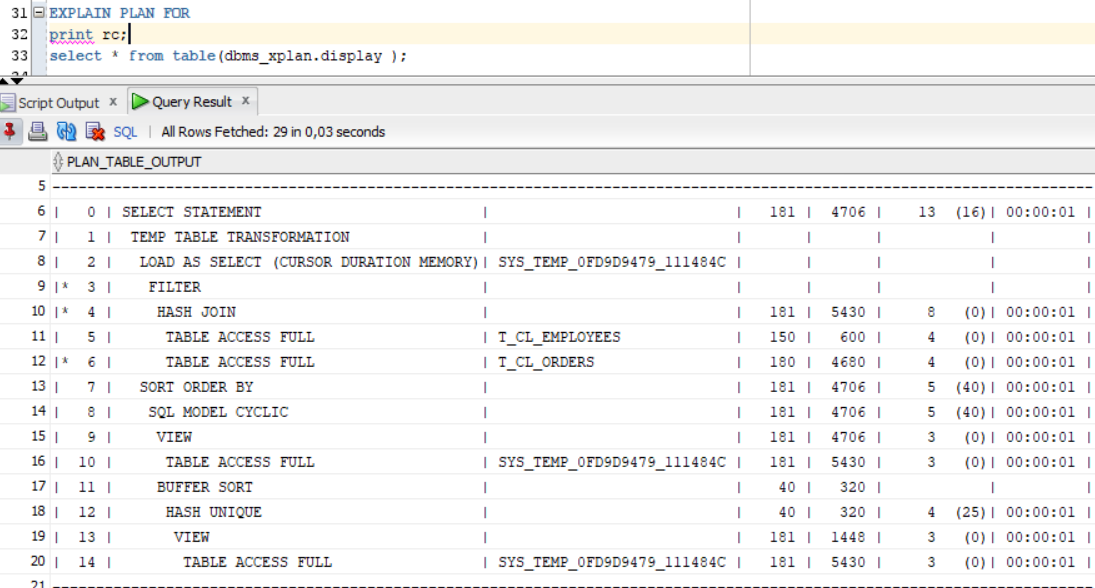 31 EXPLAIN PLAN FOR
32 print rc;
33 select * from table(dbms_xplan.display );
34
Script Output x Query Result x
SQL | All Rows Fetched: 29 in 0,03 seconds
PLAN_TABLE_OUTPUT
5 ------------------------------------------------------------------------------------------------------------------------
6 | 0 | SELECT STATEMENT | | 181 | 4706 | 13 (16)| 00:00:01 |
7 | 1 | TEMP TABLE TRANSFORMATION | | | | | |
8 | 2 | LOAD AS SELECT (CURSOR DURATION MEMORY)| SYS_TEMP_0FD9D9479_111484C | | | | |
9 |* 3 | FILTER | | | | | |
10 |* 4 | HASH JOIN | | 181 | 5430 | 8 (0)| 00:00:01 |
11 | 5 | TABLE ACCESS FULL | T_CL_EMPLOYEES | 150 | 600 | 4 (0)| 00:00:01 |
12 |* 6 | TABLE ACCESS FULL | T_CL_ORDERS | 180 | 4680 | 4 (0)| 00:00:01 |
13 | 7 | SORT ORDER BY | | 181 | 4706 | 5 (40)| 00:00:01 |
14 | 8 | SQL MODEL CYCLIC | | 181 | 4706 | 5 (40)| 00:00:01 |
15 | 9 | VIEW | | 181 | 4706 | 3 (0)| 00:00:01 |
16 | 10 | TABLE ACCESS FULL | SYS_TEMP_0FD9D9479_111484C | 181 | 5430 | 3 (0)| 00:00:01 |
17 | 11 | BUFFER SORT | | 40 | 320 | | |
18 | 12 | HASH UNIQUE | | 40 | 320 | 4 (25)| 00:00:01 |
19 | 13 | VIEW | | 181 | 1448 | 3 (0)| 00:00:01 |
20 | 14 | TABLE ACCESS FULL | SYS_TEMP_0FD9D9479_111484C | 181 | 5430 | 3 (0)| 00:00:01 |
21 ------------------------------------------------------------------------------------------------------------------------